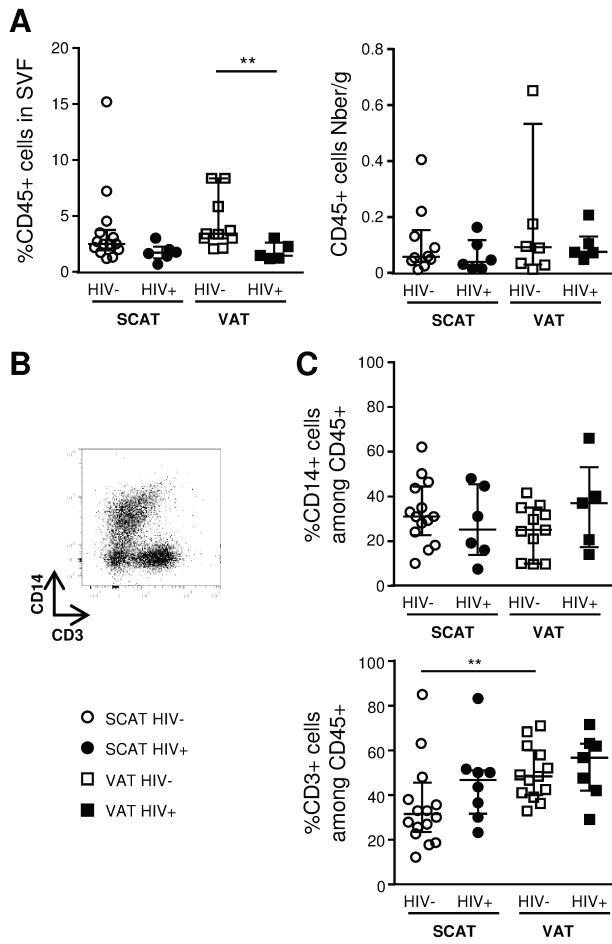 A
%CD45+ cells in SVF
20
15
10
5
0
**
HIV- HIV+ HIV- HIV+
SCAT VAT
CD45+ cells Nber/g
0.8
0.6
0.4
0.2
0
HIV- HIV+ HIV- HIV+
SCAT VAT
B
CD14
CD3
SCAT HIV-
SCAT HIV+
VAT HIV-
VAT HIV+
C
%CD14+ cells
among CD45+
100
80
60
40
20
0
HIV- HIV+ HIV- HIV+
SCAT VAT
%CD3+ cells
among CD45+
100
80
60
40
20
0
**
HIV- HIV+ HIV- HIV+
SCAT VAT